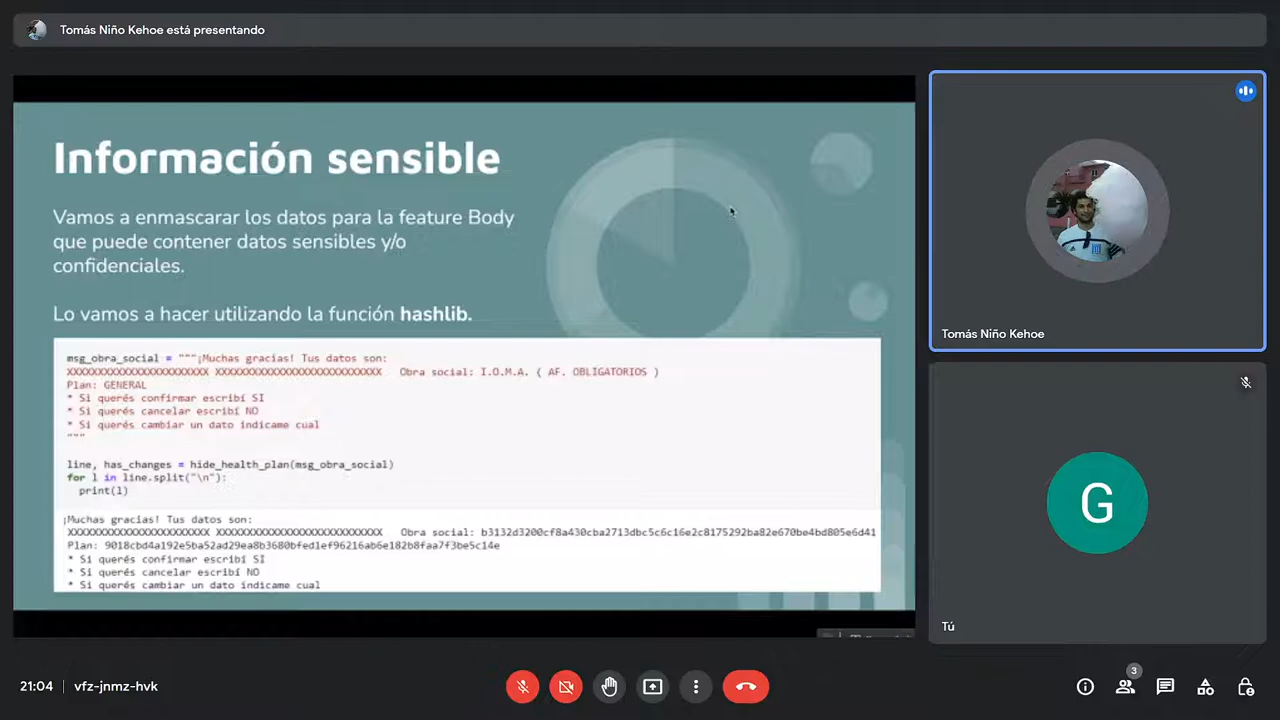 Tomás Niño Kehoe está presentando
Información sensible
Vamos a enmascarar los datos para la feature Body
que puede contener datos sensibles y/o
confidenciales.
Lo vamos a hacer utilizando la función hashlib.
msg_obra_social = """¡Muchas gracias! Tus datos son:
XXXXXXXXXXXXXXXXXXXXXXX XXXXXXXXXXXXXXXXXXXXXXXXXXX   Obra social: I.O.M.A. ( AF. OBLIGATORIOS )
Plan: GENERAL
* Si querés confirmar escribí SI
* Si querés cancelar escribí NO
* Si querés cambiar un dato indicame cual
"""
line, has_changes = hide_health_plan(msg_obra_social)
for l in line.split("\n"):
print(l)
¡Muchas gracias! Tus datos son:
XXXXXXXXXXXXXXXXXXXXXXX XXXXXXXXXXXXXXXXXXXXXXXXXXX   Obra social: b3132d3200cf8a430cba2713dbc5c6c16e2c8175292ba82e670be4bd805e6d41
Plan: 9018cbd4a192e5ba52ad29ea8b3680bfed1ef96216ab6e182b8faa7f3be5c14e
* Si querés confirmar escribí SI
* Si querés cancelar escribí NO
* Si querés cambiar un dato indicame cual
Tomás Niño Kehoe
G
Tú
21:04 | vfz-jnmz-hvk
3